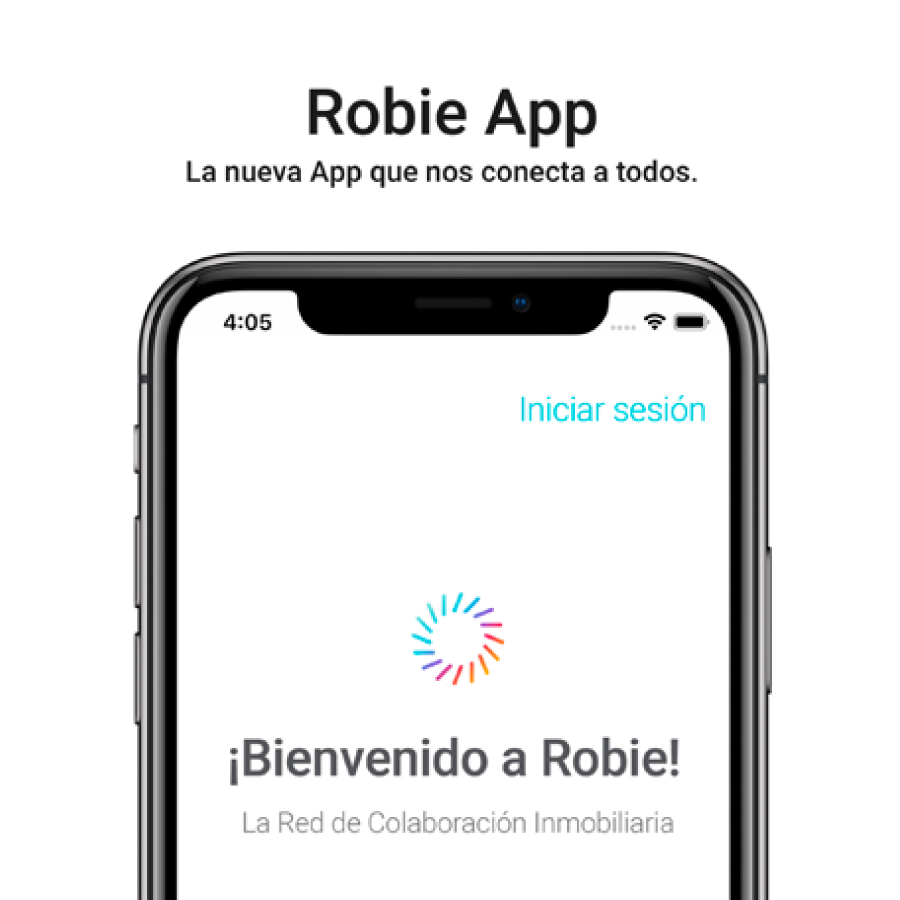 Robie App
La nueva App que nos conecta a todos.
4:05
Iniciar sesión
¡Bienvenido a Robie!
La Red de Colaboración Inmobiliaria